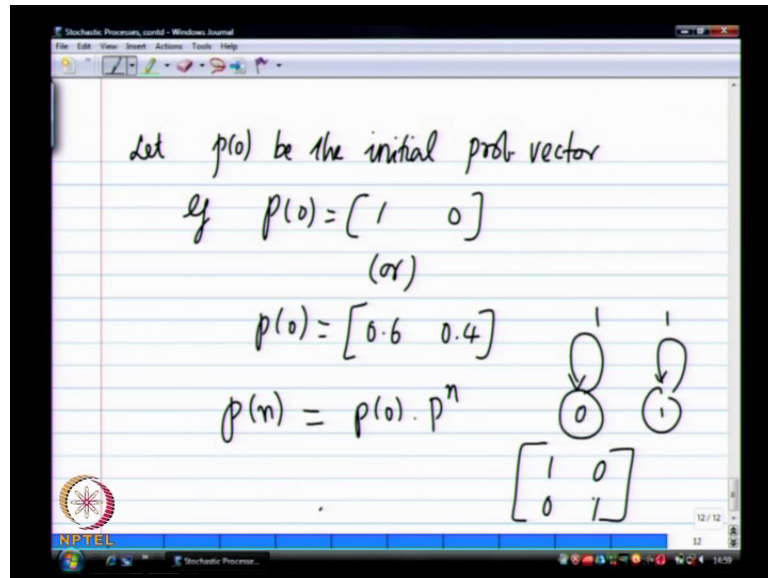 Stochastic Processes, contd - Windows Journal
File Edit View Insert Actions Tools Help
Let p(0) be the initial prob vector
If P(0) = [ 1 0 ]
(or)
p(0) = [ 0.6 0.4 ]
1 1
p(n) = p(0) . P^n
0 1
[ 1 0
0 1 ]
NPTEL
12 / 12
12
Stochastic Processe...
14:59